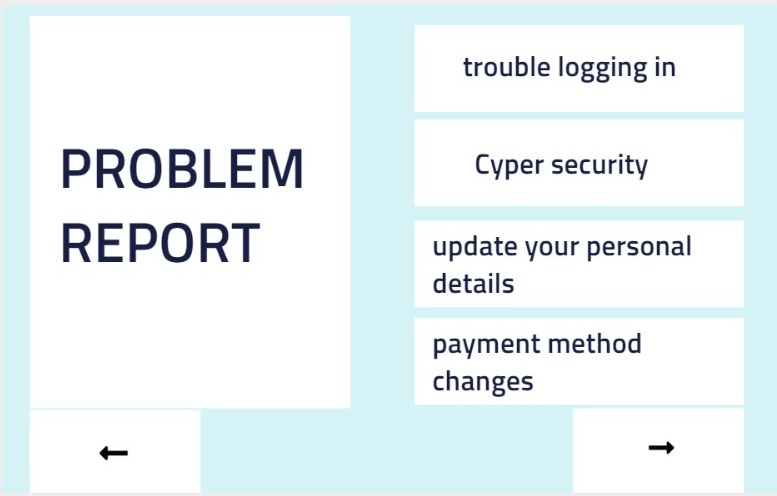 PROBLEM
REPORT
trouble logging in
Cyper security
update your personal
details
payment method
changes
←
→